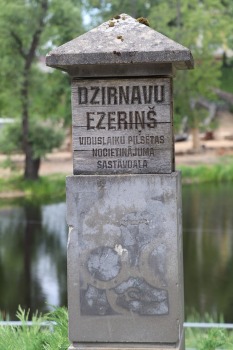 DZIRNAVU
EZERIŅŠ
VIDUSLAIKU PILSĒTAS
NOCIETINĀJUMA
SASTĀVDAĻA